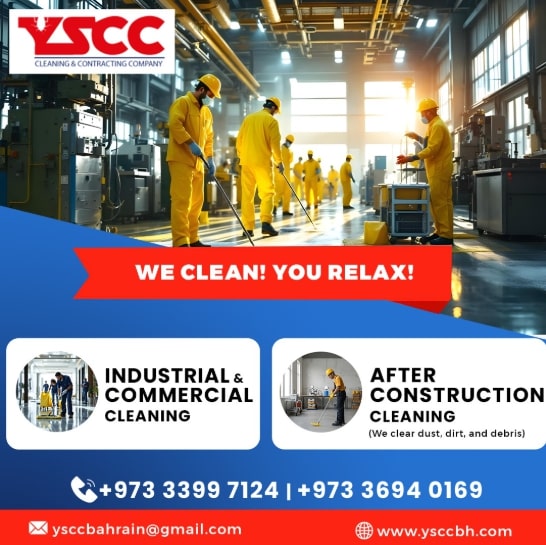 YSCC
CLEANING & CONTRACTING COMPANY
WE CLEAN! YOU RELAX!
INDUSTRIAL &
COMMERCIAL
CLEANING
AFTER
CONSTRUCTION
CLEANING
(We clear dust, dirt, and debris)
+973 3399 7124 | +973 3694 0169
ysccbahrain@gmail.com
www.ysccbh.com